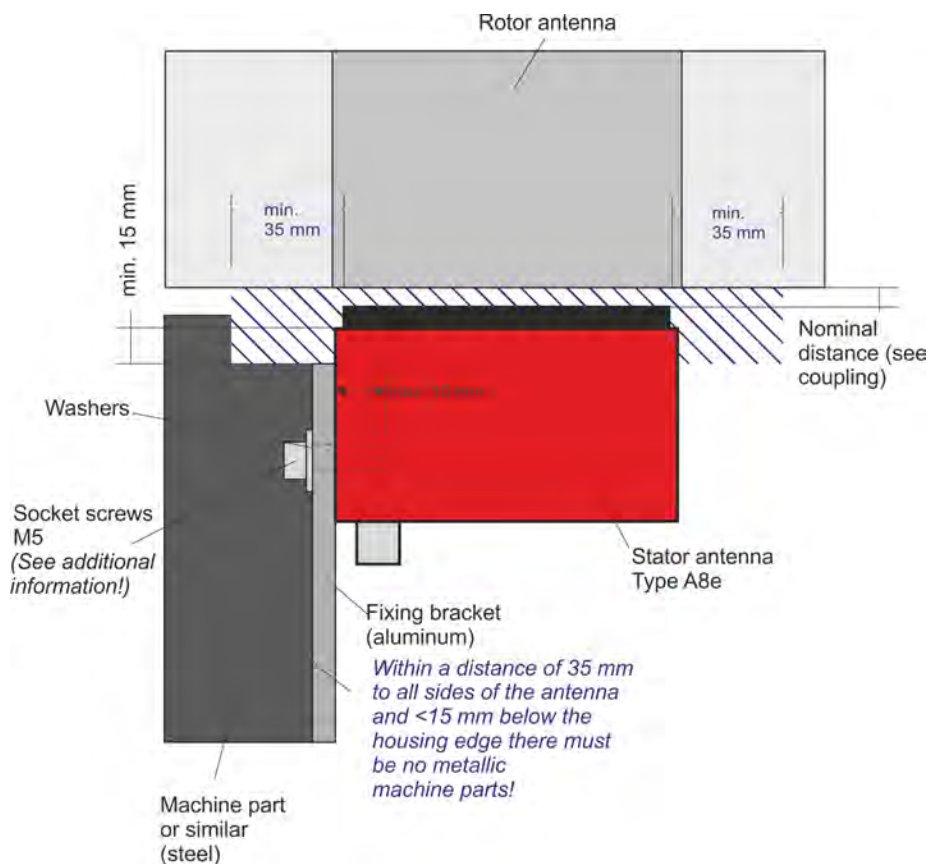 Rotor antenna
min.
35 mm
min.
35 mm
min. 15 mm
Nominal
distance (see
coupling)
Washers
Socket screws
M5
(See additional
information!)
Stator antenna
Type A8e
Fixing bracket
(aluminum)
Within a distance of 35 mm
to all sides of the antenna
and <15 mm below the
housing edge there must
be no metallic
machine parts!
Machine part
or similar
(steel)